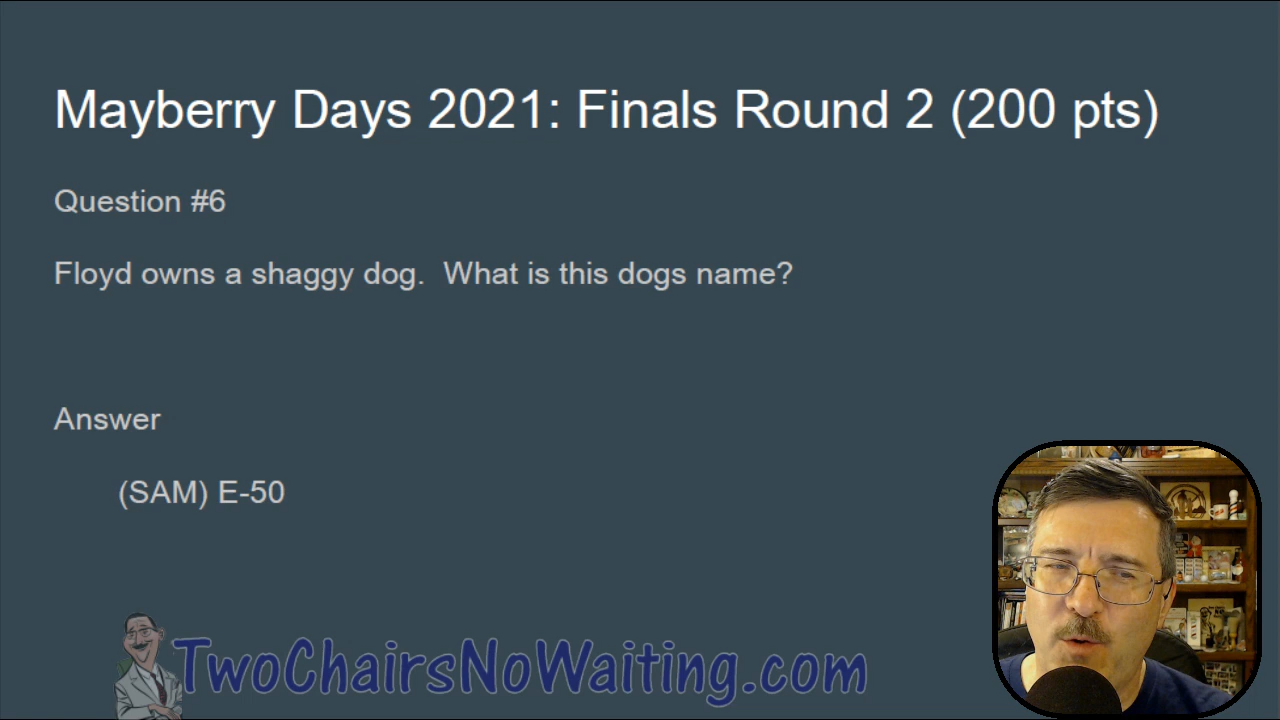 Mayberry Days 2021: Finals Round 2 (200 pts)
Question #6
Floyd owns a shaggy dog.  What is this dogs name?
Answer
(SAM) E-50
TwoChairsNoWaiting.com